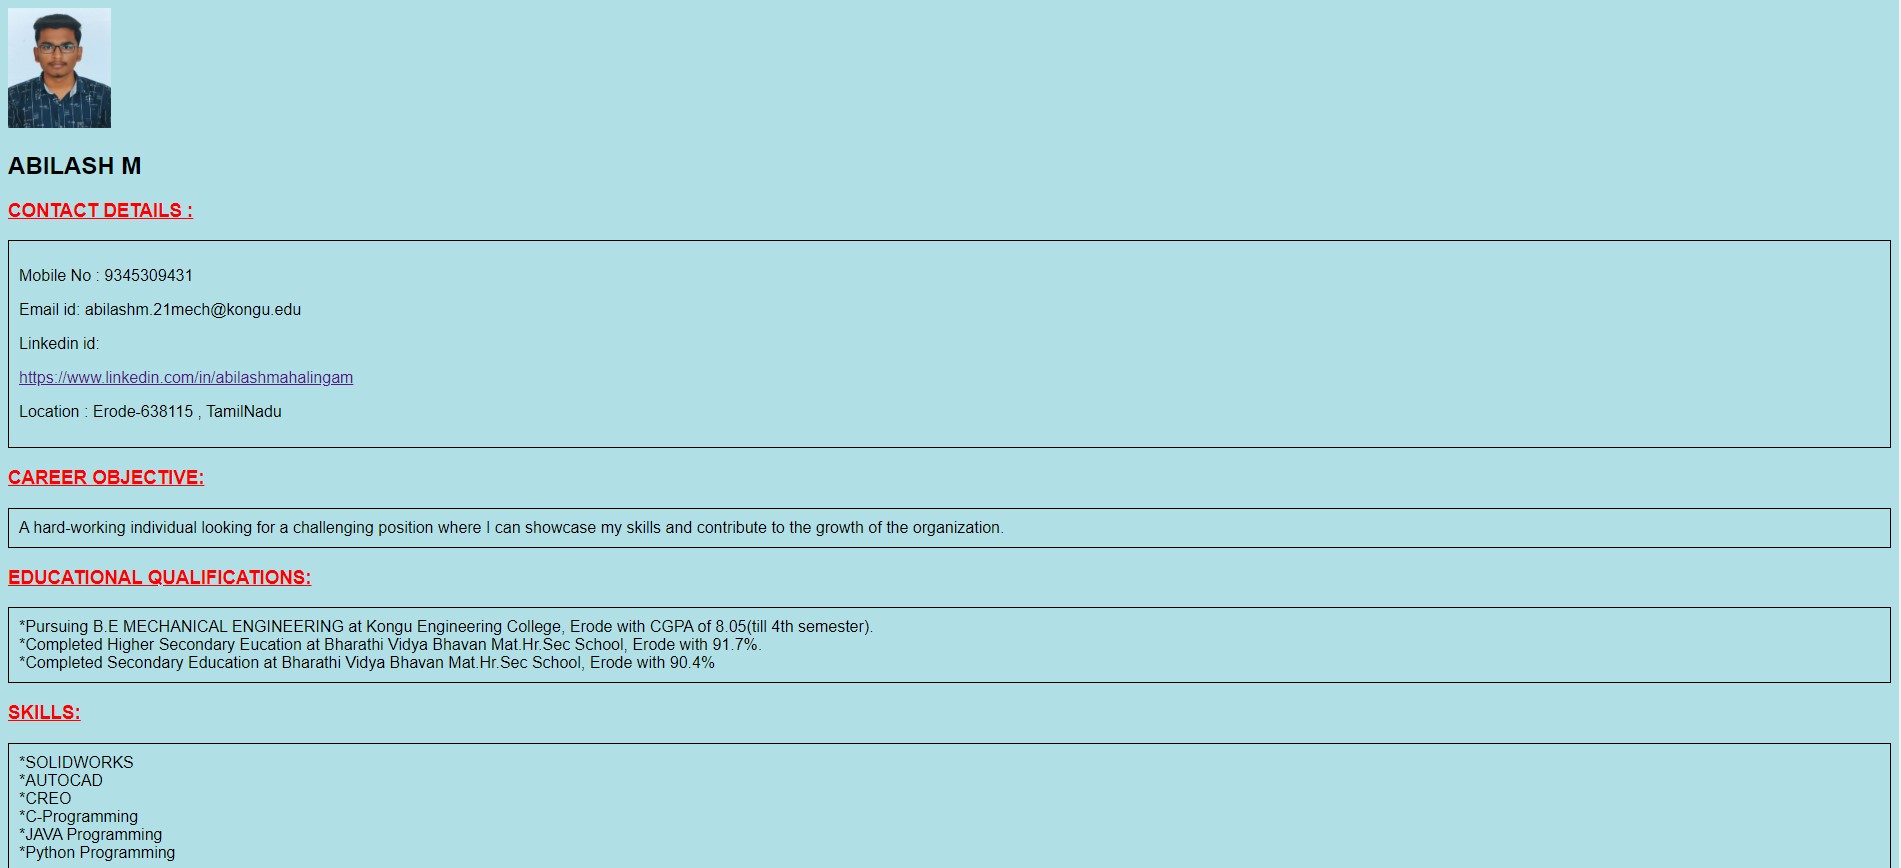 ABILASH M
CONTACT DETAILS :
Mobile No : 9345309431
Email id: abilashm.21mech@kongu.edu
Linkedin id:
https://www.linkedin.com/in/abilashmahalingam
Location : Erode-638115 , TamilNadu
CAREER OBJECTIVE:
A hard-working individual looking for a challenging position where I can showcase my skills and contribute to the growth of the organization.
EDUCATIONAL QUALIFICATIONS:
*Pursuing B.E MECHANICAL ENGINEERING at Kongu Engineering College, Erode with CGPA of 8.05(till 4th semester).
*Completed Higher Secondary Eucation at Bharathi Vidya Bhavan Mat.Hr.Sec School, Erode with 91.7%.
*Completed Secondary Education at Bharathi Vidya Bhavan Mat.Hr.Sec School, Erode with 90.4%
SKILLS:
*SOLIDWORKS
*AUTOCAD
*CREO
*C-Programming
*JAVA Programming
*Python Programming